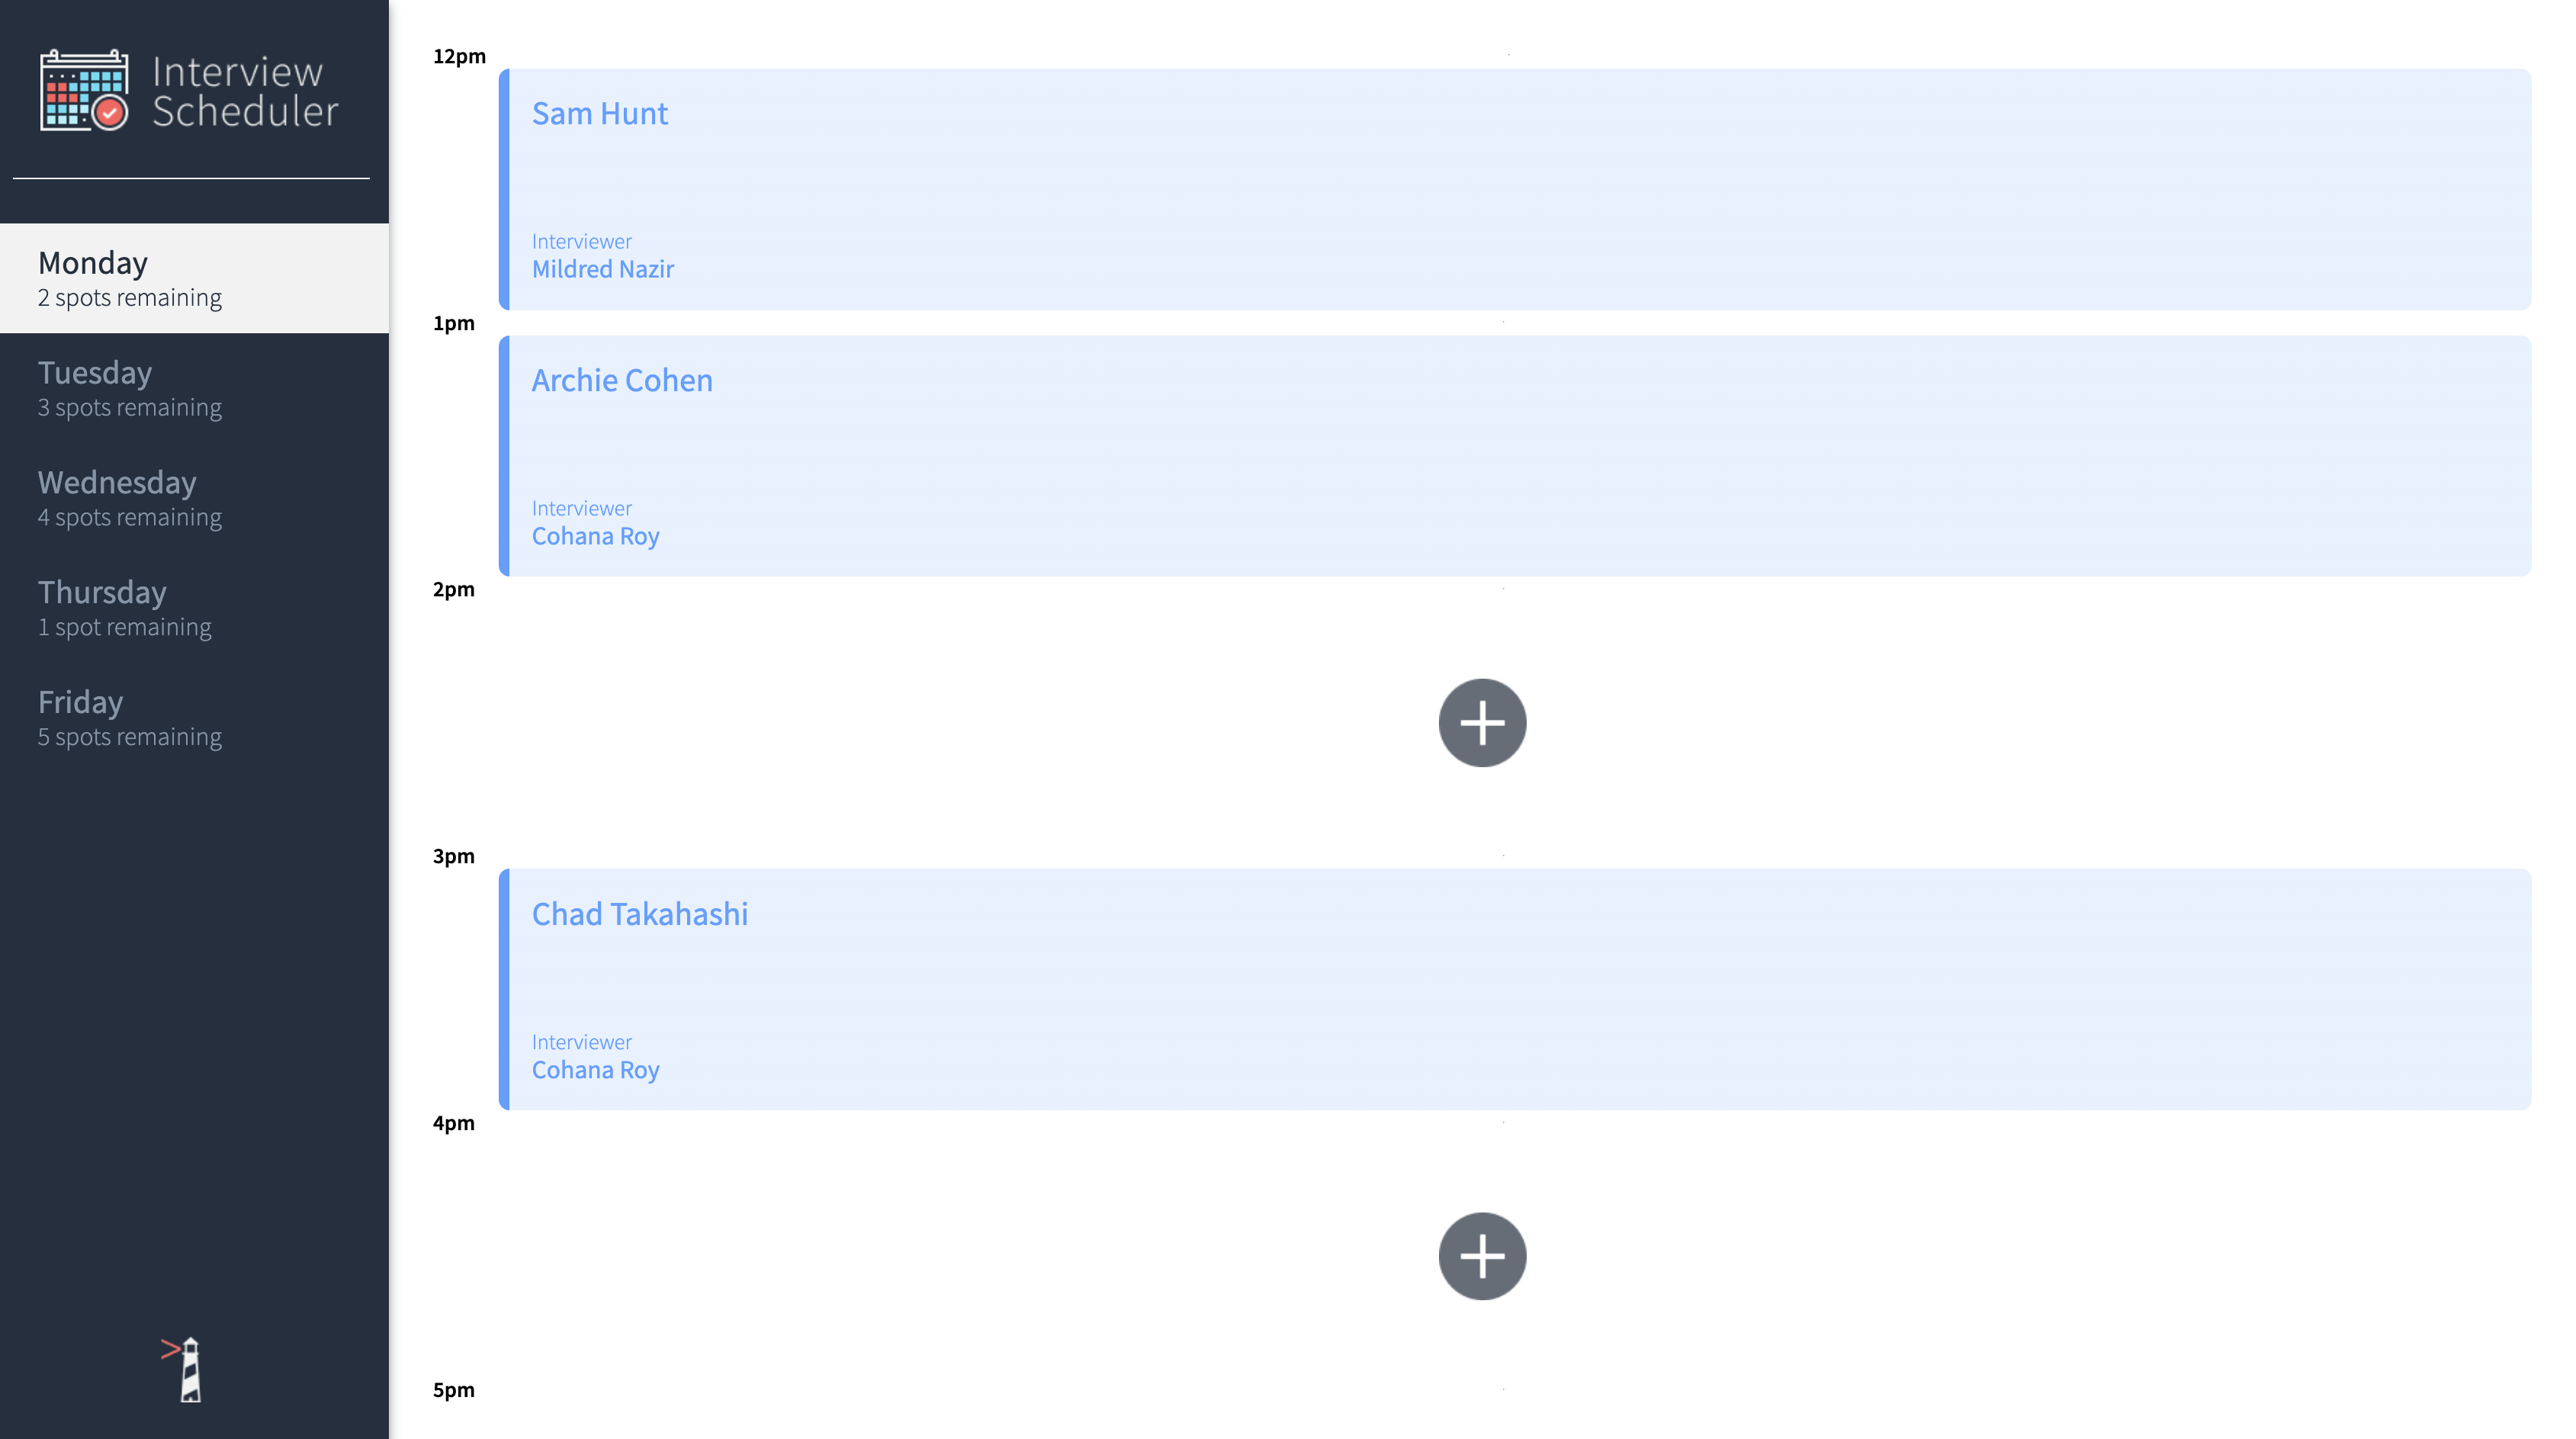 Interview
Scheduler
Monday
2 spots remaining
Tuesday
3 spots remaining
Wednesday
4 spots remaining
Thursday
1 spot remaining
Friday
5 spots remaining
12pm
Sam Hunt
Interviewer
Mildred Nazir
1pm
Archie Cohen
Interviewer
Cohana Roy
2pm
3pm
Chad Takahashi
Interviewer
Cohana Roy
4pm
5pm